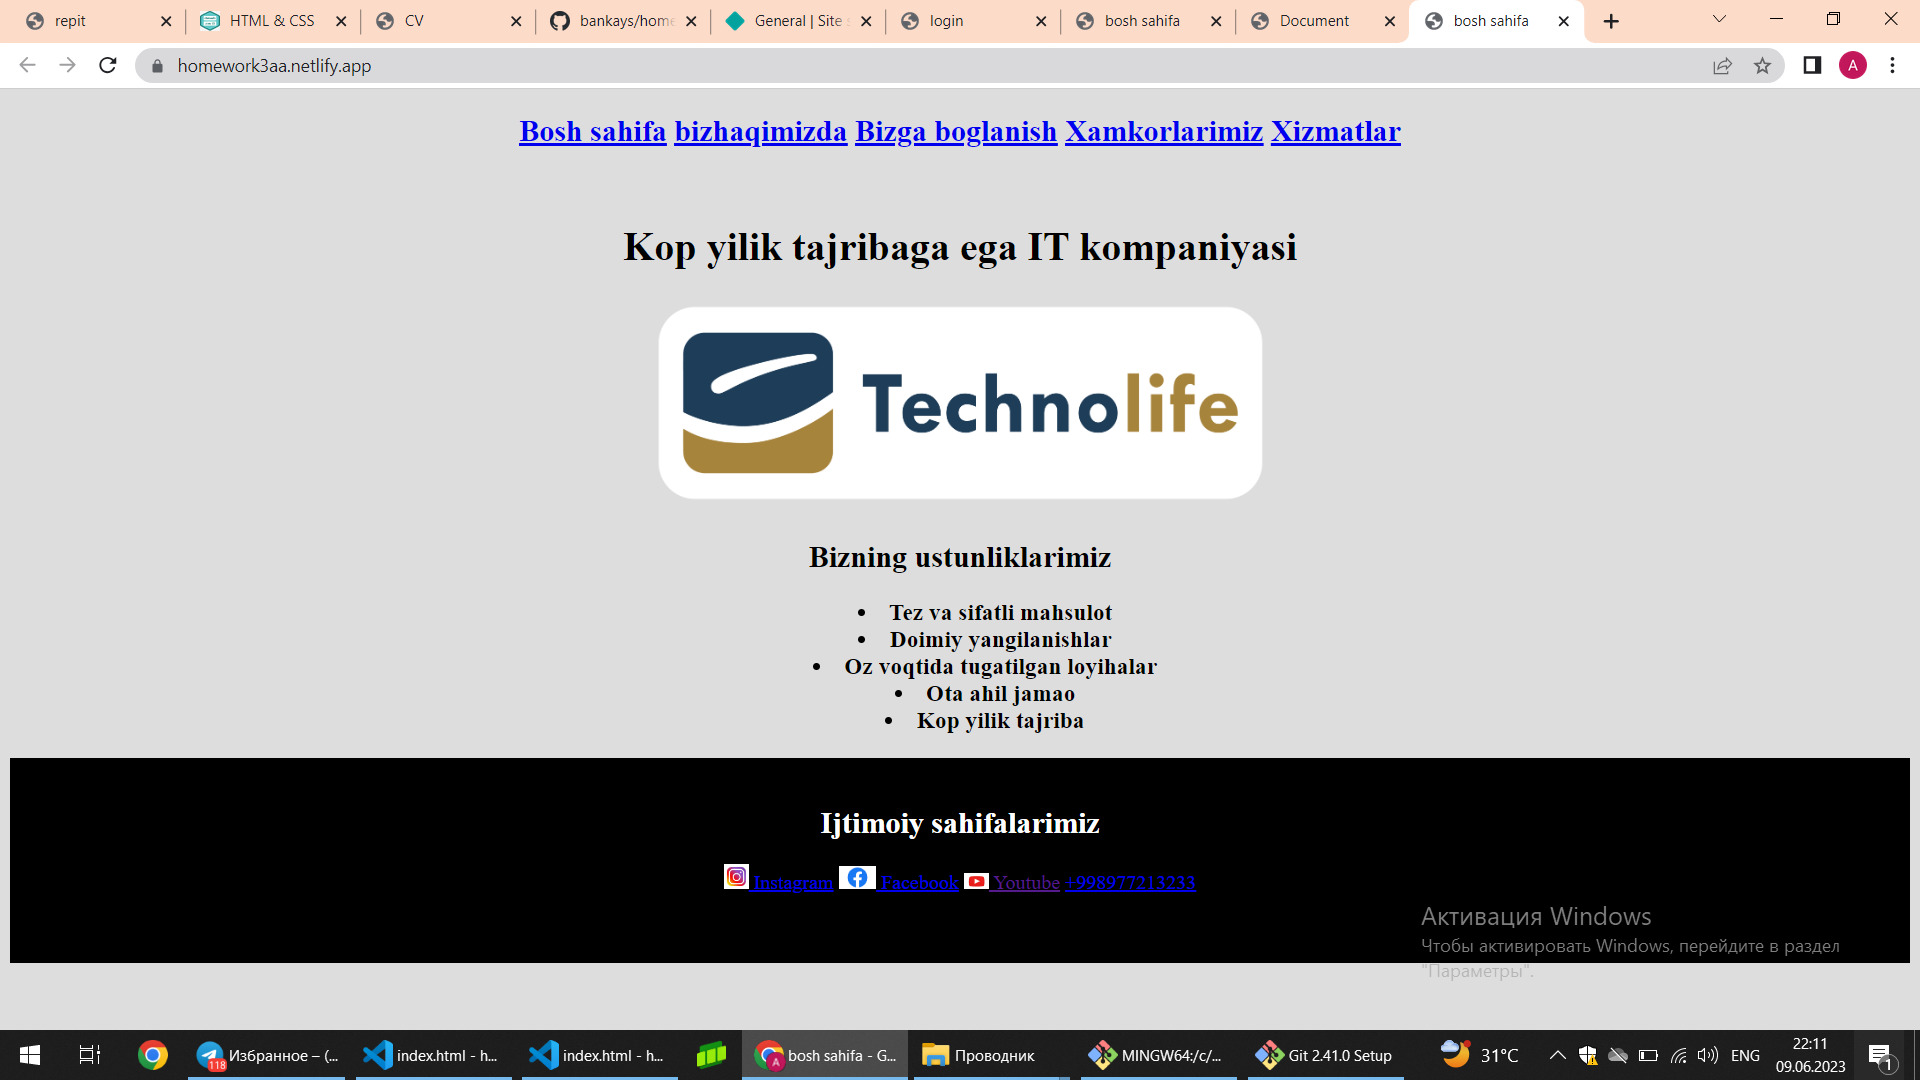 repit
HTML & CSS
CV
bankays/home
General | Site s
login
bosh sahifa
Document
bosh sahifa
homework3aa.netlify.app
A
Bosh sahifa bizhaqimizda Bizga boglanish Xamkorlarimiz Xizmatlar
Kop yilik tajribaga ega IT kompaniyasi
Technolife
Bizning ustunliklarimiz
• Tez va sifatli mahsulot
• Doimiy yangilanishlar
• Oz voqtida tugatilgan loyihalar
• Ota ahil jamao
• Kop yilik tajriba
Ijtimoiy sahifalarimiz
Instagram Facebook Youtube +998977213233
Активация Windows
Чтобы активировать Windows, перейдите в раздел
"Параметры".
118
Избранное – (...
index.html - h...
index.html - h...
A
bosh sahifa - G...
Проводник
MINGW64:/c/...
Git 2.41.0 Setup
31°C
ENG
22:11
09.06.2023
1